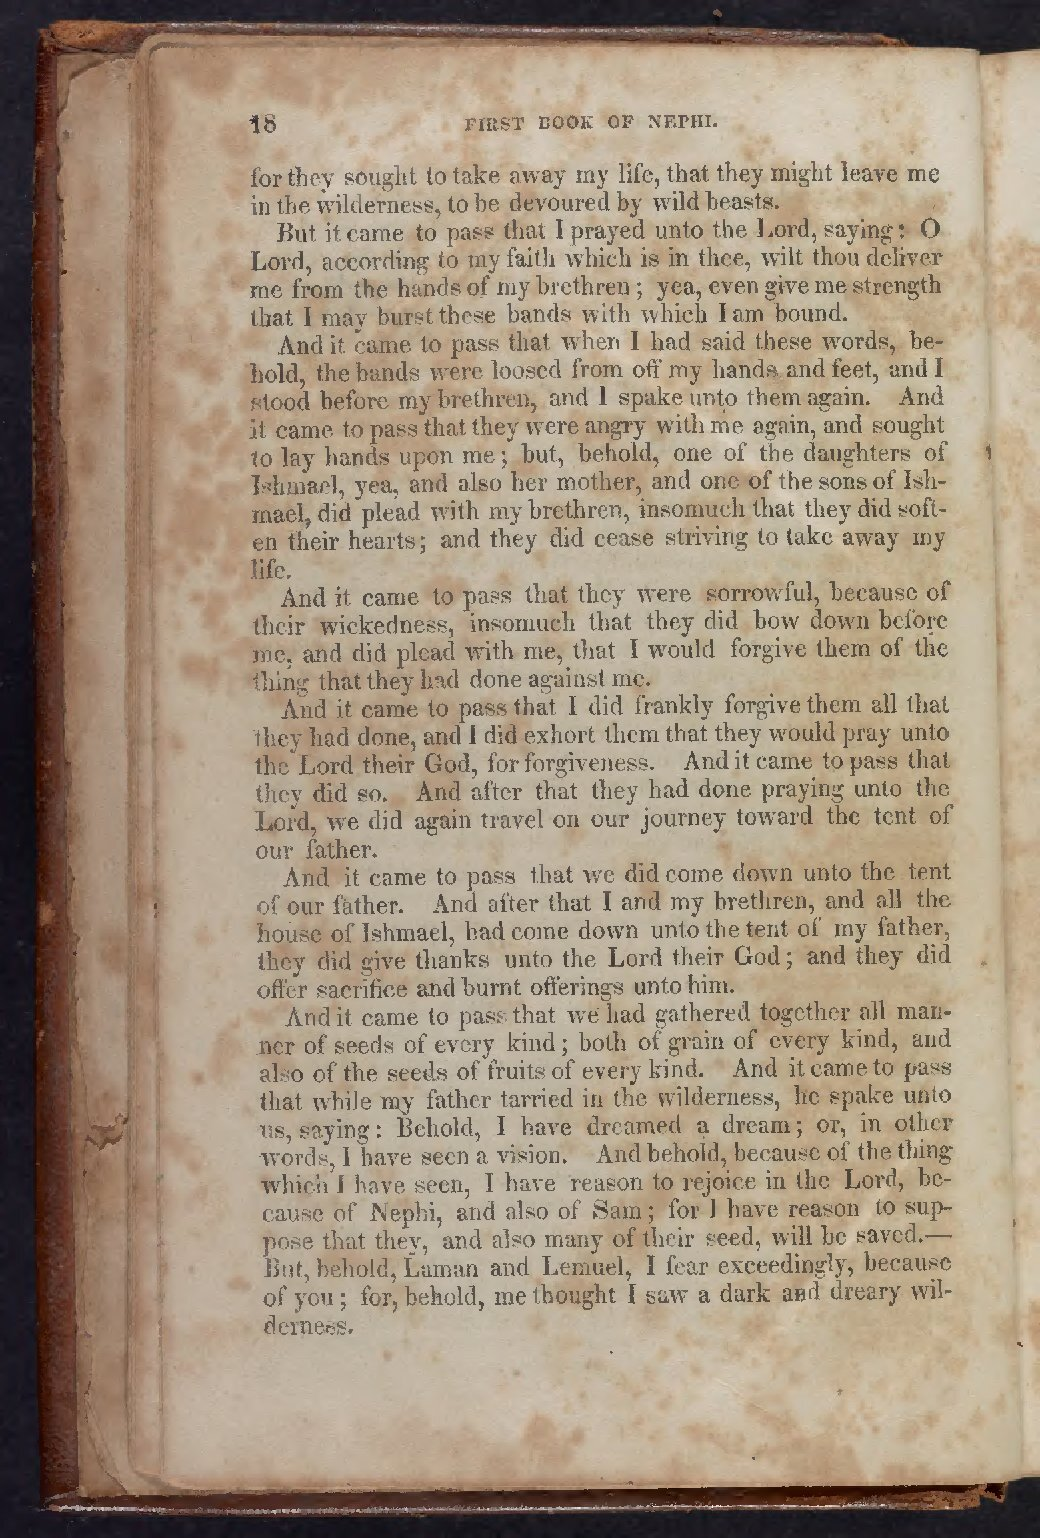 18 FIRST BOOK OF NEPHI.
for they sought to take away my life, that they might leave me
in the wilderness, to be devoured by wild beasts.
But it came to pass that I prayed unto the Lord, saying: O
Lord, according to my faith which is in thee, wilt thou deliver
me from the hands of my brethren; yea, even give me strength
that I may burst these bands with which I am bound.
And it came to pass that when I had said these words, be-
hold, the bands were loosed from off my hands and feet, and I
stood before my brethren, and I spake unto them again. And
it came to pass that they were angry with me again, and sought
to lay hands upon me; but, behold, one of the daughters of
Ishmael, yea, and also her mother, and one of the sons of Ish-
mael, did plead with my brethren, insomuch that they did soft-
en their hearts; and they did cease striving to take away my
life.
And it came to pass that they were sorrowful, because of
their wickedness, insomuch that they did bow down before
me, and did plead with me, that I would forgive them of the
thing that they had done against me.
And it came to pass that I did frankly forgive them all that
they had done, and I did exhort them that they would pray unto
the Lord their God, for forgiveness. And it came to pass that
they did so. And after that they had done praying unto the
Lord, we did again travel on our journey toward the tent of
our father.
And it came to pass that we did come down unto the tent
of our father. And after that I and my brethren, and all the
house of Ishmael, had come down unto the tent of my father,
they did give thanks unto the Lord their God; and they did
offer sacrifice and burnt offerings unto him.
And it came to pass that we had gathered together all man-
ner of seeds of every kind; both of grain of every kind, and
also of the seeds of fruits of every kind. And it came to pass
that while my father tarried in the wilderness, he spake unto
us, saying: Behold, I have dreamed a dream; or, in other
words, I have seen a vision. And behold, because of the thing
which I have seen, I have reason to rejoice in the Lord, be-
cause of Nephi, and also of Sam; for I have reason to sup-
pose that they, and also many of their seed, will be saved.—
But, behold, Laman and Lemuel, I fear exceedingly, because
of you; for, behold, me thought I saw a dark and dreary wil-
derness.